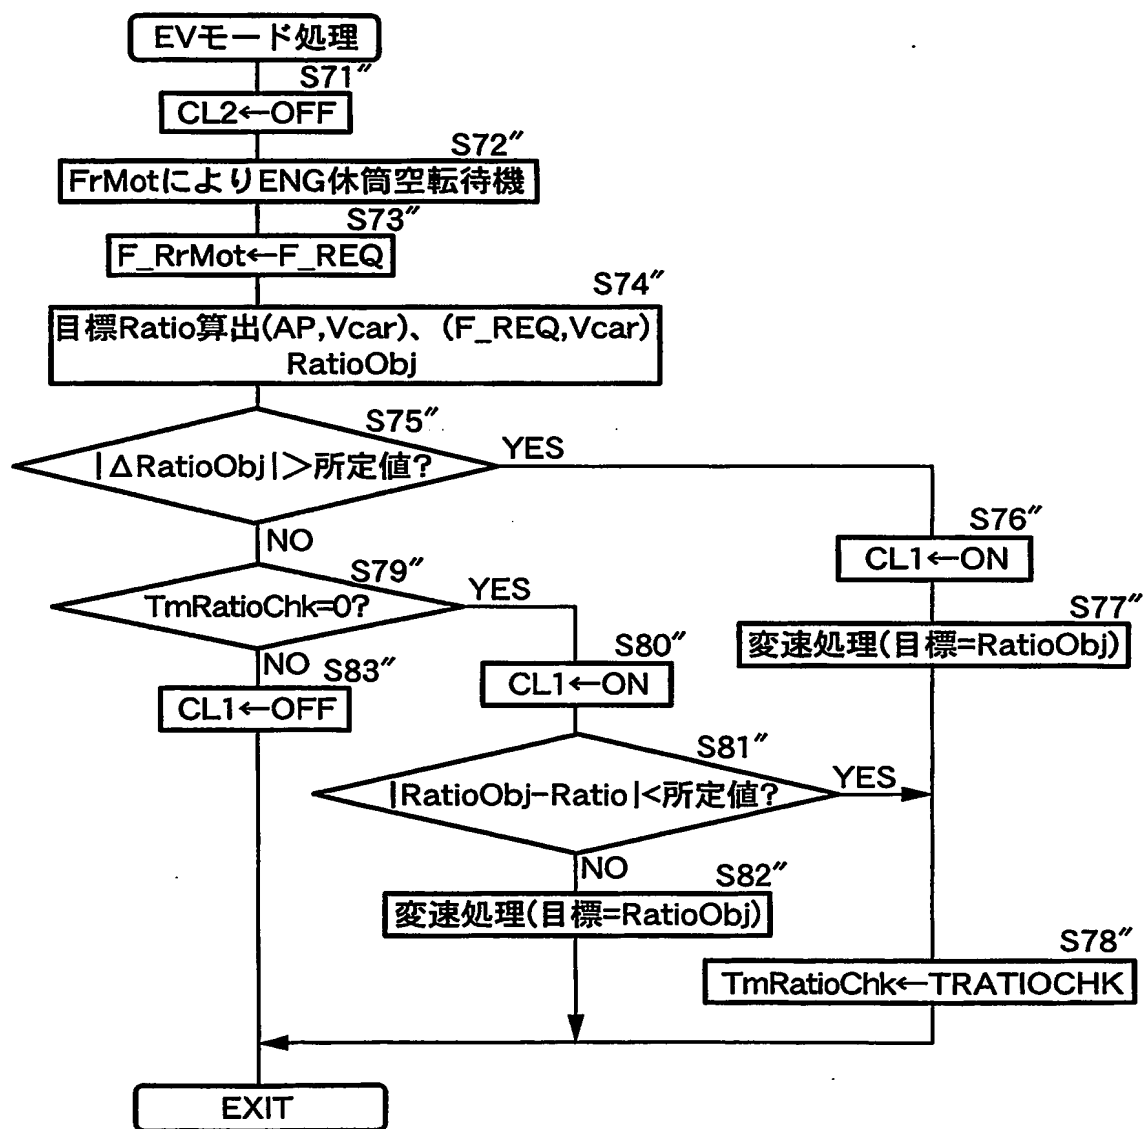 EVモード処理
S71″
CL2←OFF
S72″
FrMotによりENG休筒空転待機
S73″
F_RrMot←F_REQ
S74″
目標Ratio算出(AP,Vcar)、(F_REQ,Vcar)
RatioObj
S75″
|ΔRatioObj|>所定値?
YES
NO
S76″
CL1←ON
S77″
変速処理(目標=RatioObj)
S79″
TmRatioChk=0?
YES
NO
S80″
CL1←ON
S83″
CL1←OFF
S81″
|RatioObj-Ratio|<所定値?
YES
NO
S82″
変速処理(目標=RatioObj)
S78″
TmRatioChk←TRATIOCHK
EXIT